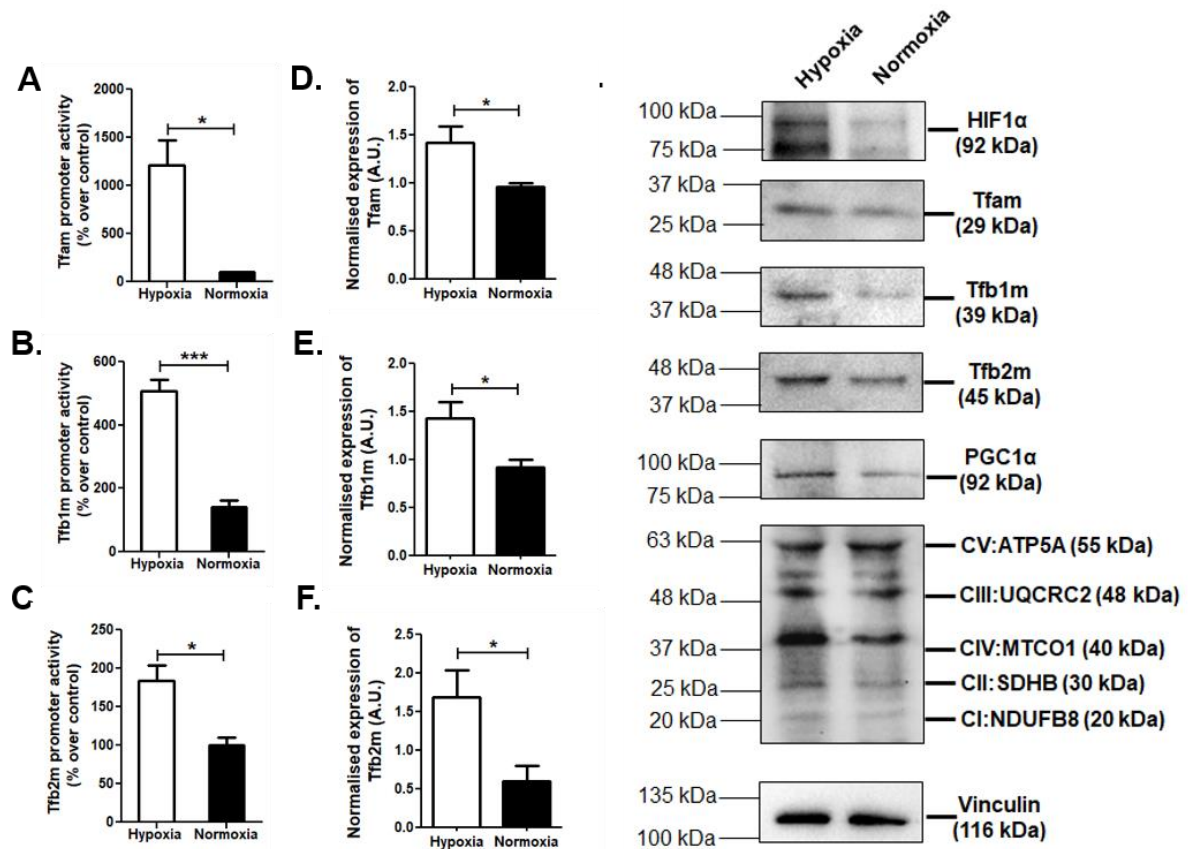 A
Tfam promoter activity
(% over control)
2000
1500
1000
500
0
*
Hypoxia Normoxia
D.
Normalised expression of
Tfam (A.U.)
2.0
1.5
1.0
0.5
0.0
*
Hypoxia Normoxia
B.
Tfb1m promoter activity
(% over control)
600
400
200
0
***
Hypoxia Normoxia
E.
Normalised expression of
Tfb1m (A.U.)
2.0
1.5
1.0
0.5
0.0
*
Hypoxia Normoxia
C
Tfb2m promoter activity
(% over control)
250
200
150
100
50
0
*
Hypoxia Normoxia
F.
Normalised expression of
Tfb2m (A.U.)
2.5
2.0
1.5
1.0
0.5
0.0
*
Hypoxia Normoxia
Hypoxia Normoxia
100 kDa
75 kDa
HIF1α
(92 kDa)
37 kDa
25 kDa
Tfam
(29 kDa)
48 kDa
37 kDa
Tfb1m
(39 kDa)
48 kDa
37 kDa
Tfb2m
(45 kDa)
100 kDa
75 kDa
PGC1α
(92 kDa)
63 kDa
48 kDa
37 kDa
25 kDa
20 kDa
CV:ATP5A (55 kDa)
CIII:UQCRC2 (48 kDa)
CIV:MTCO1 (40 kDa)
CII:SDHB (30 kDa)
CI:NDUFB8 (20 kDa)
135 kDa
100 kDa
Vinculin
(116 kDa)